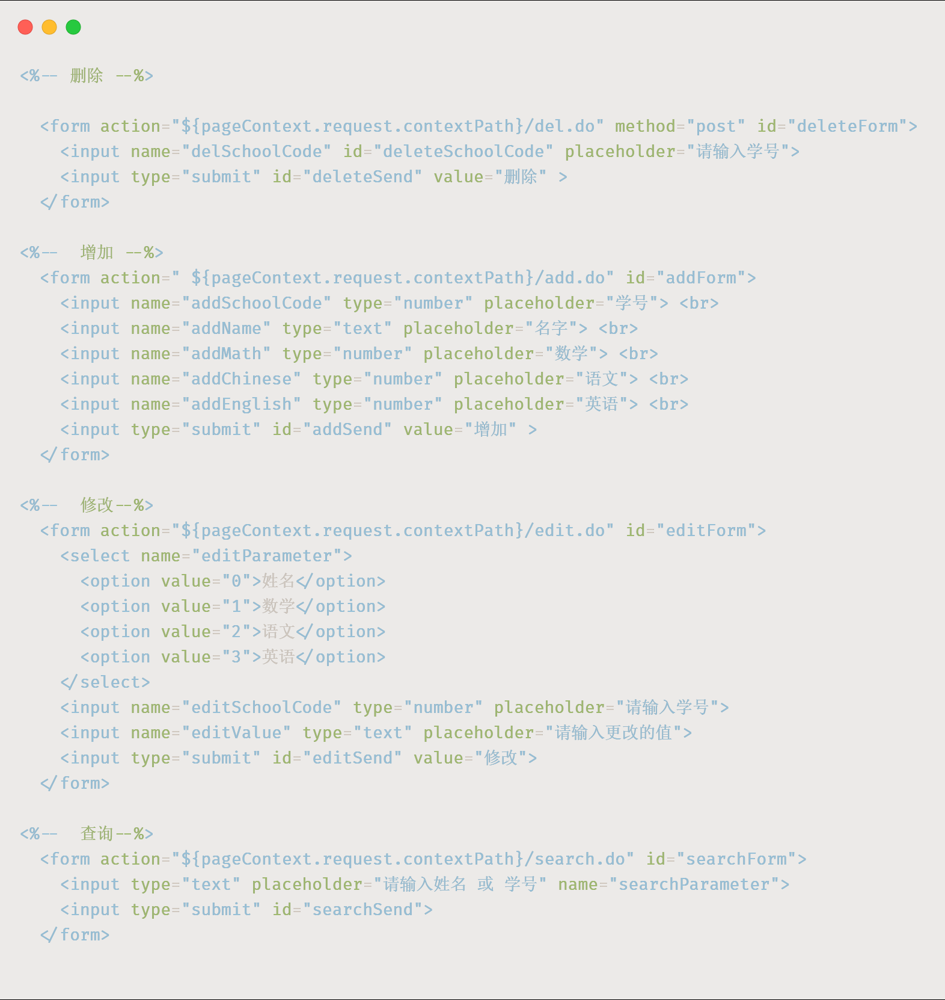 <%-- 删除 --%>
<form action="${pageContext.request.contextPath}/del.do" method="post" id="deleteForm">
<input name="delSchoolCode" id="deleteSchoolCode" placeholder="请输入学号">
<input type="submit" id="deleteSend" value="删除" >
</form>
<%--  增加 --%>
<form action=" ${pageContext.request.contextPath}/add.do" id="addForm">
<input name="addSchoolCode" type="number" placeholder="学号"> <br>
<input name="addName" type="text" placeholder="名字"> <br>
<input name="addMath" type="number" placeholder="数学"> <br>
<input name="addChinese" type="number" placeholder="语文"> <br>
<input name="addEnglish" type="number" placeholder="英语"> <br>
<input type="submit" id="addSend" value="增加" >
</form>
<%--  修改--%>
<form action="${pageContext.request.contextPath}/edit.do" id="editForm">
<select name="editParameter">
<option value="0">姓名</option>
<option value="1">数学</option>
<option value="2">语文</option>
<option value="3">英语</option>
</select>
<input name="editSchoolCode" type="number" placeholder="请输入学号">
<input name="editValue" type="text" placeholder="请输入更改的值">
<input type="submit" id="editSend" value="修改">
</form>
<%--  查询--%>
<form action="${pageContext.request.contextPath}/search.do" id="searchForm">
<input type="text" placeholder="请输入姓名 或 学号" name="searchParameter">
<input type="submit" id="searchSend">
</form>